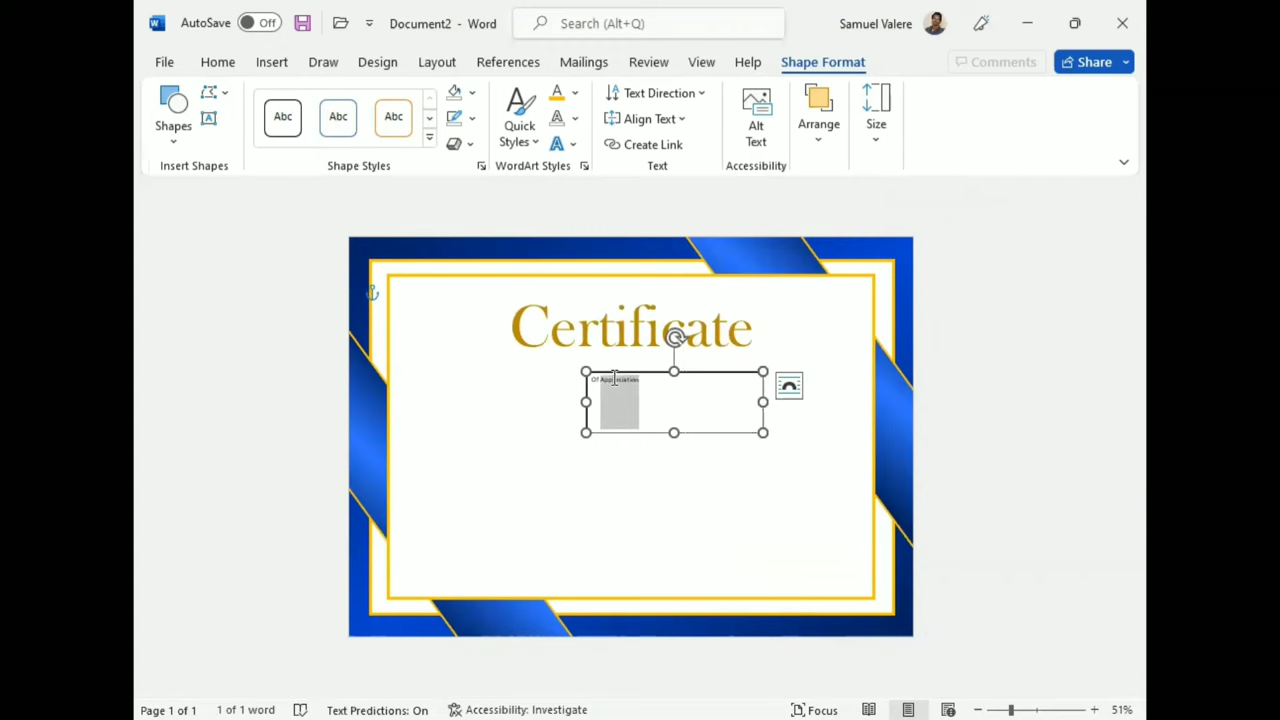 AutoSave Off Document2 - Word Search (Alt+Q) Samuel Valere
File Home Insert Draw Design Layout References Mailings Review View Help Shape Format Comments Share
Shapes
Abc Abc Abc
Quick
Styles
A
A
A
Text Direction
Align Text
Create Link
Alt
Text
Arrange
Size
Insert Shapes Shape Styles WordArt Styles Text Accessibility
Certificate
Of Appreciation
Page 1 of 1 1 of 1 word Text Predictions: On Accessibility: Investigate Focus 51%